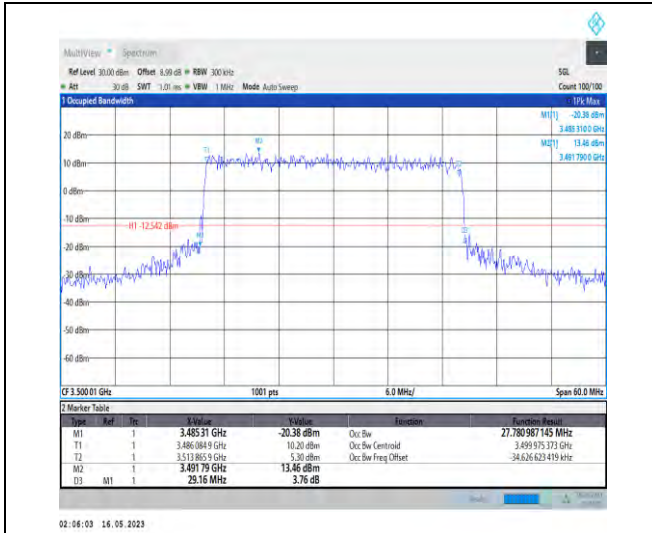 MultiView Spectrum
Ref Level 30.00 dBm Offset 8.99 dB RBW 300 kHz SGL
Att 30 dB SWT 1.01 ms VBW 1 MHz Mode Auto Sweep Count 100/100
1 Occupied Bandwidth 1Pk Max
M1[1] -20.38 dBm
3.485 310 0 GHz
M2[1] 13.46 dBm
3.491 790 0 GHz
20 dBm
M2
T1
10 dBm
0 dBm
-10 dBm
H1 -12.542 dBm
D3
M1
-20 dBm
-30 dBm
-40 dBm
-50 dBm
-60 dBm
CF 3.500 01 GHz 1001 pts 6.0 MHz/ Span 60.0 MHz
2 Marker Table
Type Ref Trc X-Value Y-Value Function Function Result
M1 1 3.485 31 GHz -20.38 dBm Occ Bw 27.780 987 145 MHz
T1 1 3.486 084 9 GHz 10.20 dBm Occ Bw Centroid 3.499 975 373 GHz
T2 1 3.513 865 9 GHz 5.30 dBm Occ Bw Freq Offset -34.626 623 419 kHz
M2 1 3.491 79 GHz 13.46 dBm
D3 M1 1 29.16 MHz 3.76 dB
02:06:03 16.05.2023